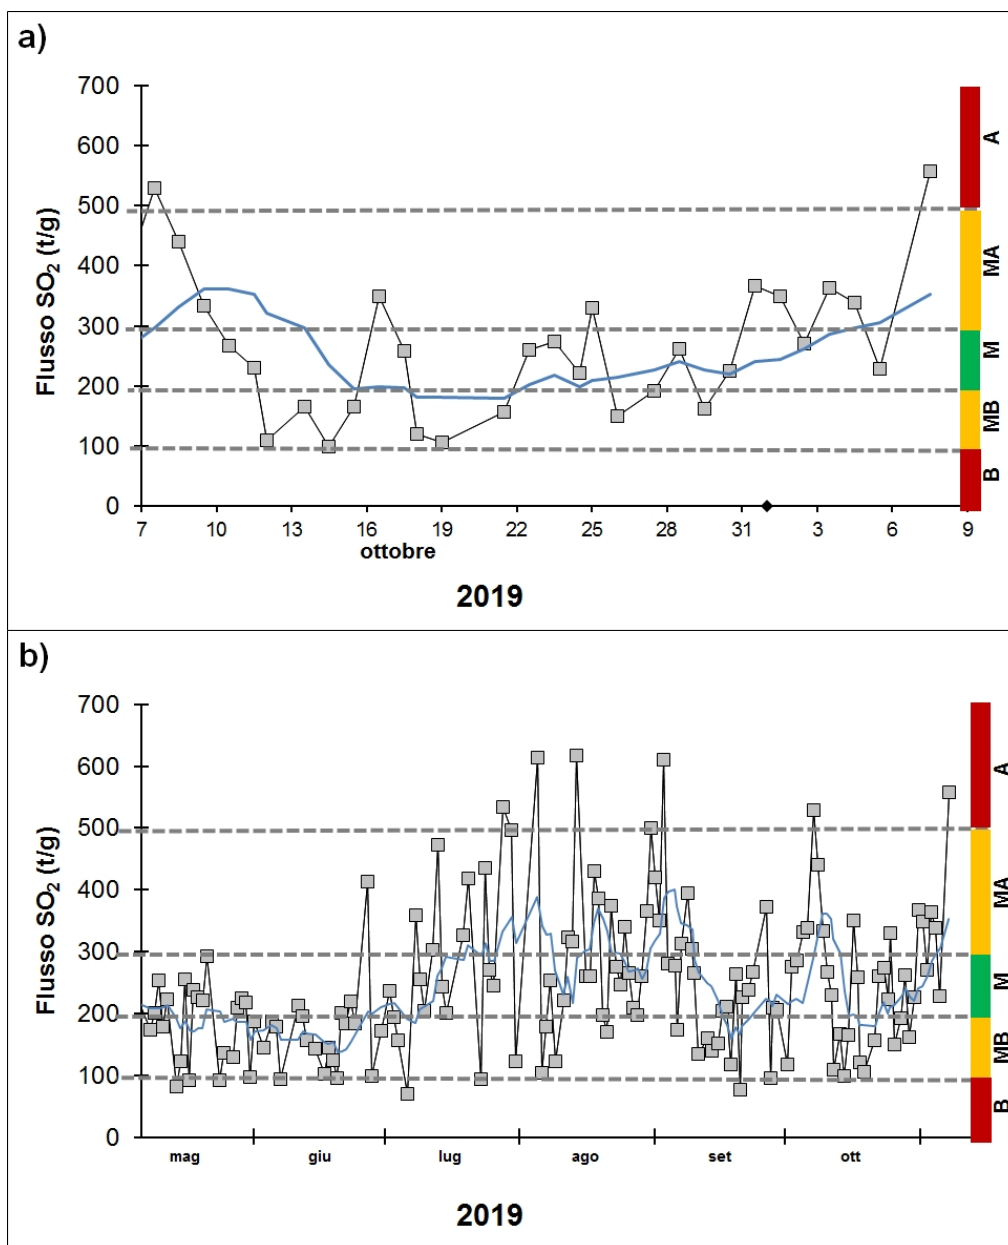 a)
700
600
500
400
300
200
100
0
Flusso SO₂ (t/g)
A
MA
M
MB
B
7 10 13 16 19 22 25 28 31 3 6 9
ottobre
2019
b)
700
600
500
400
300
200
100
0
Flusso SO₂ (t/g)
A
MA
M
MB
B
mag giu lug ago set ott
2019